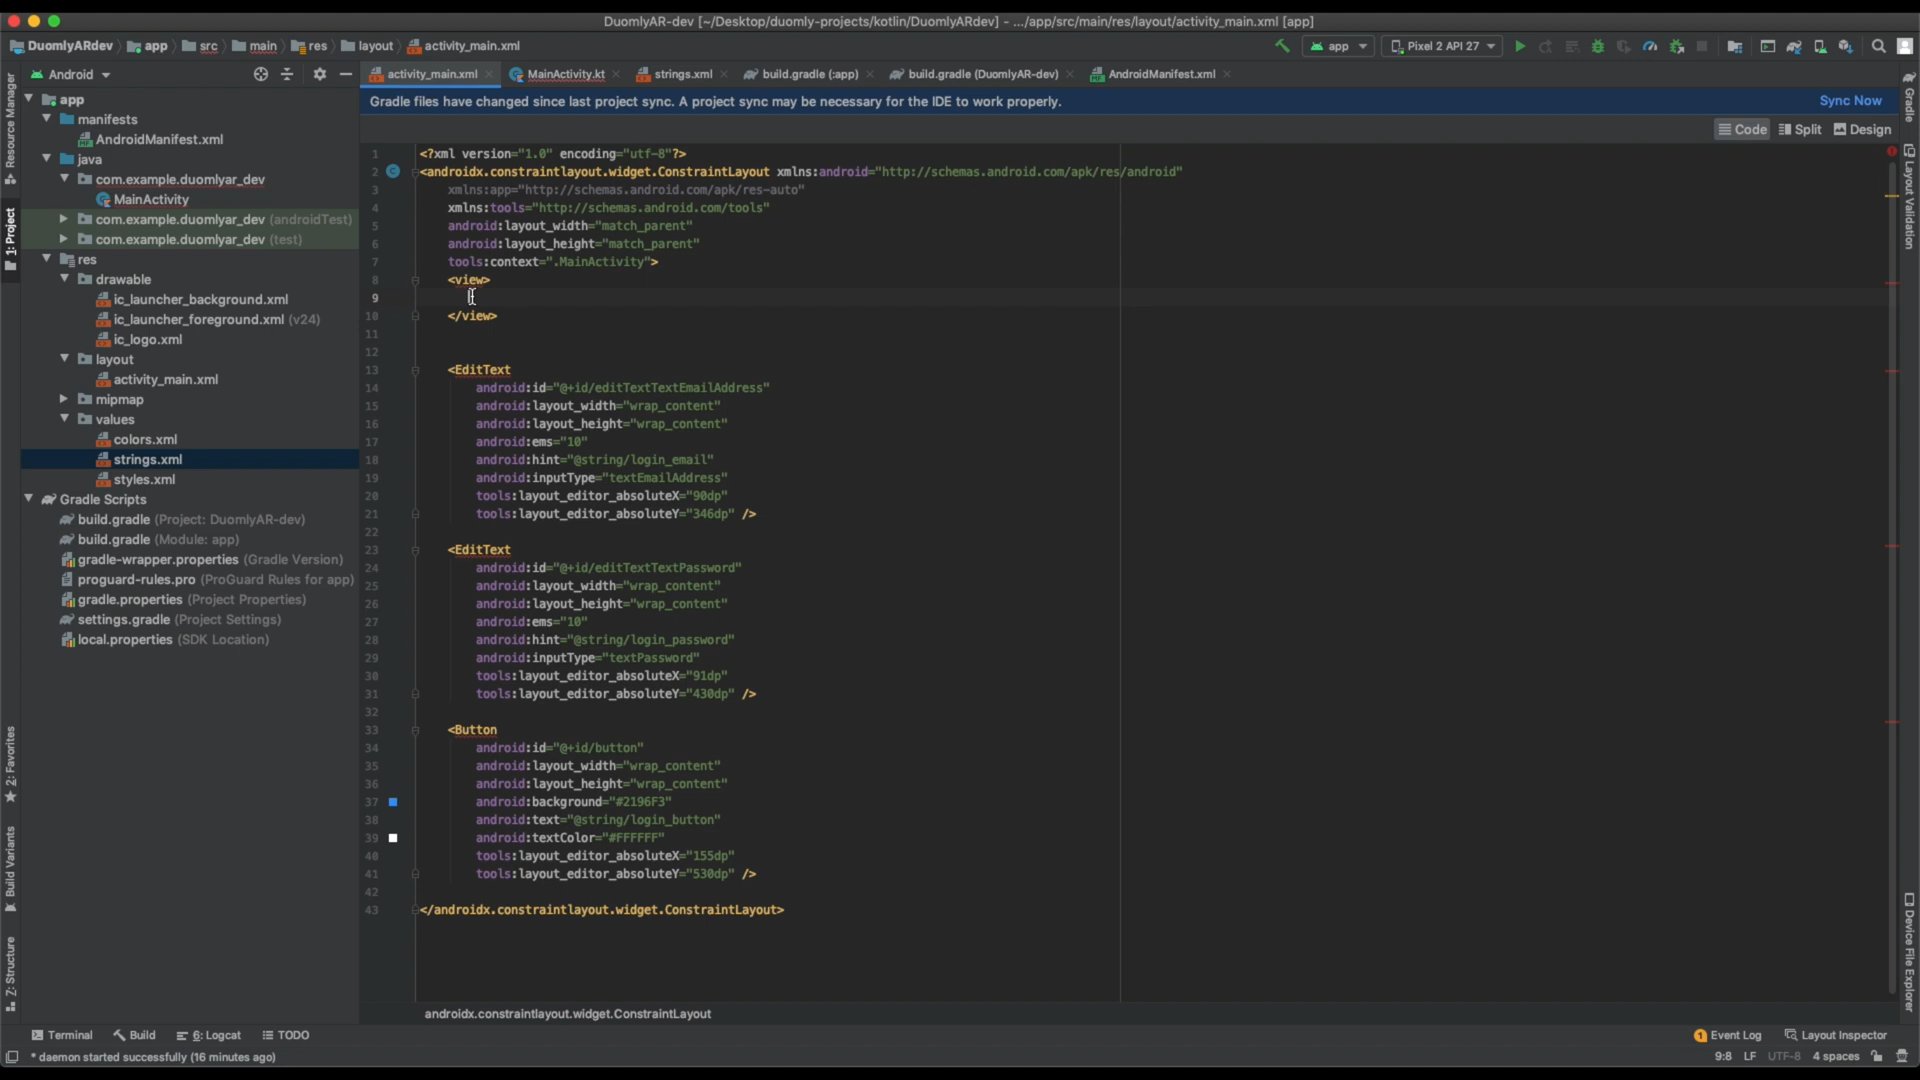 DuomlyAR-dev [~/Desktop/duomly-projects/kotlin/DuomlyARdev] - .../app/src/main/res/layout/activity_main.xml [app]
DuomlyARdev app src main res layout activity_main.xml
app Pixel 2 API 27
Android
activity_main.xml MainActivity.kt strings.xml build.gradle (:app) build.gradle (DuomlyAR-dev) AndroidManifest.xml
Gradle files have changed since last project sync. A project sync may be necessary for the IDE to work properly. Sync Now
Code Split Design
Resource Manager
1: Project
2: Favorites
Build Variants
Z: Structure
app
manifests
AndroidManifest.xml
java
com.example.duomlyar_dev
MainActivity
com.example.duomlyar_dev (androidTest)
com.example.duomlyar_dev (test)
res
drawable
ic_launcher_background.xml
ic_launcher_foreground.xml (v24)
ic_logo.xml
layout
activity_main.xml
mipmap
values
colors.xml
strings.xml
styles.xml
Gradle Scripts
build.gradle (Project: DuomlyAR-dev)
build.gradle (Module: app)
gradle-wrapper.properties (Gradle Version)
proguard-rules.pro (ProGuard Rules for app)
gradle.properties (Project Properties)
settings.gradle (Project Settings)
local.properties (SDK Location)
1 <?xml version="1.0" encoding="utf-8"?>
2 <androidx.constraintlayout.widget.ConstraintLayout xmlns:android="http://schemas.android.com/apk/res/android"
3 xmlns:app="http://schemas.android.com/apk/res-auto"
4 xmlns:tools="http://schemas.android.com/tools"
5 android:layout_width="match_parent"
6 android:layout_height="match_parent"
7 tools:context=".MainActivity">
8 <view>
9
10 </view>
11
12
13 <EditText
14 android:id="@+id/editTextTextEmailAddress"
15 android:layout_width="wrap_content"
16 android:layout_height="wrap_content"
17 android:ems="10"
18 android:hint="@string/login_email"
19 android:inputType="textEmailAddress"
20 tools:layout_editor_absoluteX="90dp"
21 tools:layout_editor_absoluteY="346dp" />
22
23 <EditText
24 android:id="@+id/editTextTextPassword"
25 android:layout_width="wrap_content"
26 android:layout_height="wrap_content"
27 android:ems="10"
28 android:hint="@string/login_password"
29 android:inputType="textPassword"
30 tools:layout_editor_absoluteX="91dp"
31 tools:layout_editor_absoluteY="430dp" />
32
33 <Button
34 android:id="@+id/button"
35 android:layout_width="wrap_content"
36 android:layout_height="wrap_content"
37 android:background="#2196F3"
38 android:text="@string/login_button"
39 android:textColor="#FFFFFF"
40 tools:layout_editor_absoluteX="155dp"
41 tools:layout_editor_absoluteY="530dp" />
42
43 </androidx.constraintlayout.widget.ConstraintLayout>
androidx.constraintlayout.widget.ConstraintLayout
Gradle
Layout Validation
Device File Explorer
Terminal Build 6: Logcat TODO 1 Event Log Layout Inspector
* daemon started successfully (16 minutes ago) 9:8 LF UTF-8 4 spaces